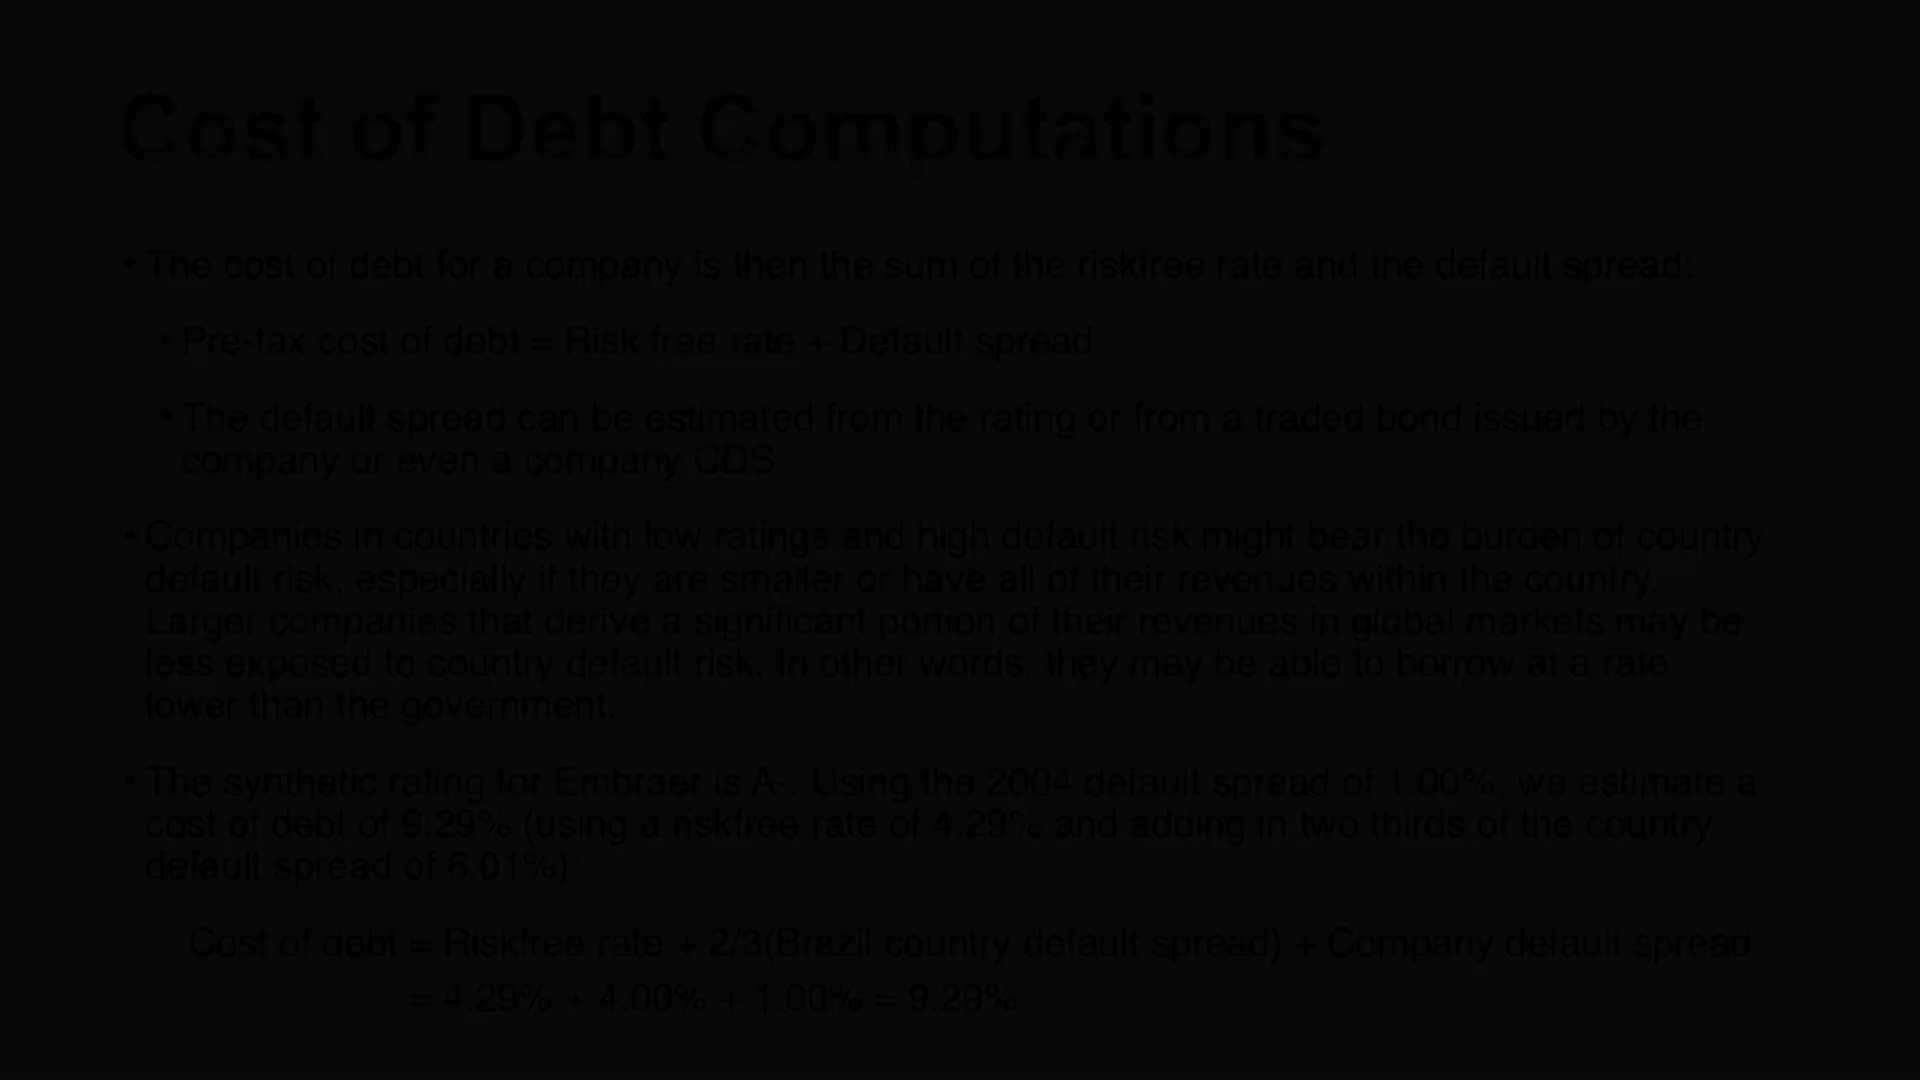 Cost of Debt Computations
• The cost of debt for a company is then the sum of the riskfree rate and the default spread:
• Pre-tax cost of debt = Risk free rate + Default spread
• The default spread can be estimated from the rating or from a traded bond issued by the
company or even a company CDS
• Companies in countries with low ratings and high default risk might bear the burden of country
default risk, especially if they are smaller or have all of their revenues within the country.
Larger companies that derive a significant portion of their revenues in global markets may be
less exposed to country default risk. In other words, they may be able to borrow at a rate
lower than the government.
• The synthetic rating for Embraer is A-. Using the 2004 default spread of 1.00%, we estimate a
cost of debt of 9.29% (using a riskfree rate of 4.29% and adding in two thirds of the country
default spread of 6.01%):
Cost of debt = Riskfree rate + 2/3(Brazil country default spread) + Company default spread
= 4.29% + 4.00% + 1.00% = 9.29%